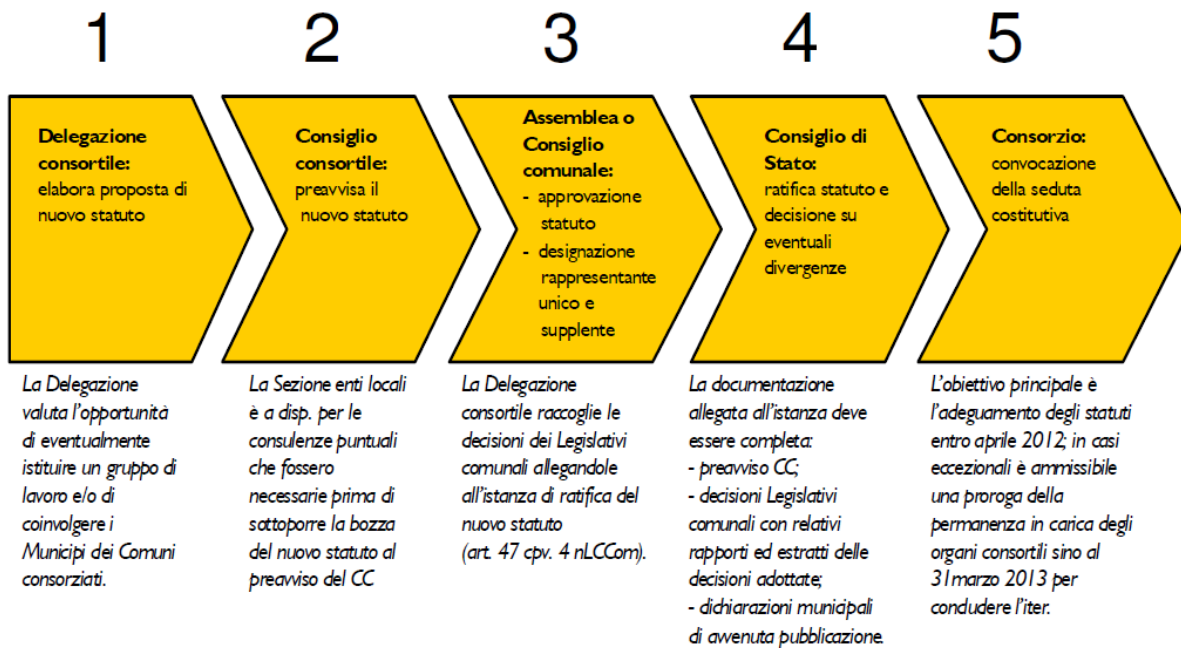 1
2
3
4
5
Delegazione
consortile:
elabora proposta di
nuovo statuto
Consiglio
consortile:
preavvisa il
nuovo statuto
Assemblea o
Consiglio
comunale:
- approvazione
statuto
- designazione
rappresentante
unico e
supplente
Consiglio di
Stato:
ratifica statuto e
decisione su
eventuali
divergenze
Consorzio:
convocazione
della seduta
costitutiva
La Delegazione
valuta l'opportunità
di eventualmente
istituire un gruppo di
lavoro e/o di
coinvolgere i
Municipi dei Comuni
consorziati.
La Sezione enti locali
è a disp. per le
consulenze puntuali
che fossero
necessarie prima di
sottoporre la bozza
del nuovo statuto al
preavviso del CC
La Delegazione
consortile raccoglie le
decisioni dei Legislativi
comunali allegandole
all'istanza di ratifica del
nuovo statuto
(art. 47 cpv. 4 nLCCom).
La documentazione
allegata all'istanza deve
essere completa:
- preavviso CC;
- decisioni Legislativi
comunali con relativi
rapporti ed estratti delle
decisioni adottate;
- dichiarazioni municipali
di avvenuta pubblicazione.
L'obiettivo principale è
l'adeguamento degli statuti
entro aprile 2012; in casi
eccezionali è ammissibile
una proroga della
permanenza in carica degli
organi consortili sino al
31marzo 2013 per
concludere l'iter.